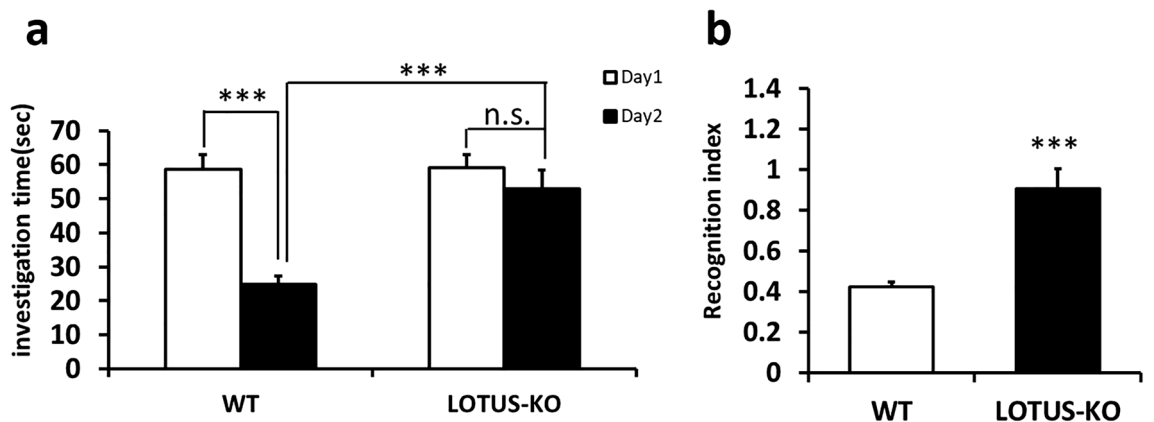 a
***
***
n.s.
Day1
Day2
investigation time(sec)
70
60
50
40
30
20
10
0
WT
LOTUS-KO
b
***
Recognition index
1.4
1.2
1
0.8
0.6
0.4
0.2
0
WT
LOTUS-KO